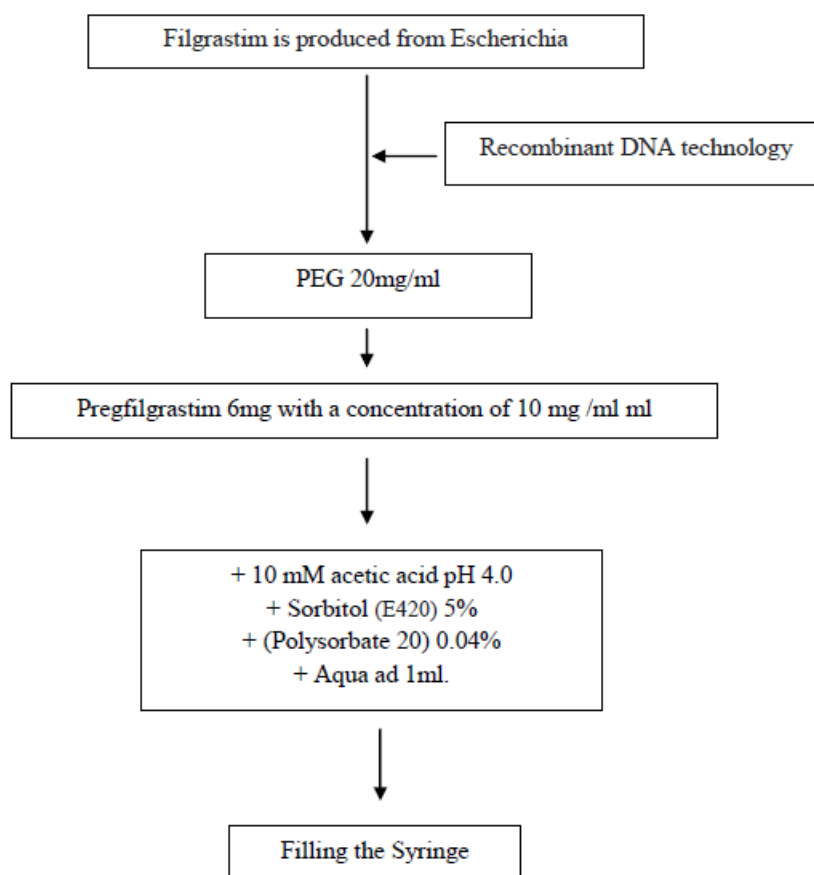 Filgrastim is produced from Escherichia
Recombinant DNA technology
PEG 20mg/ml
Pregfilgrastim 6mg with a concentration of 10 mg /ml ml
+ 10 mM acetic acid pH 4.0
+ Sorbitol (E420) 5%
+ (Polysorbate 20) 0.04%
+ Aqua ad 1ml.
Filling the Syringe